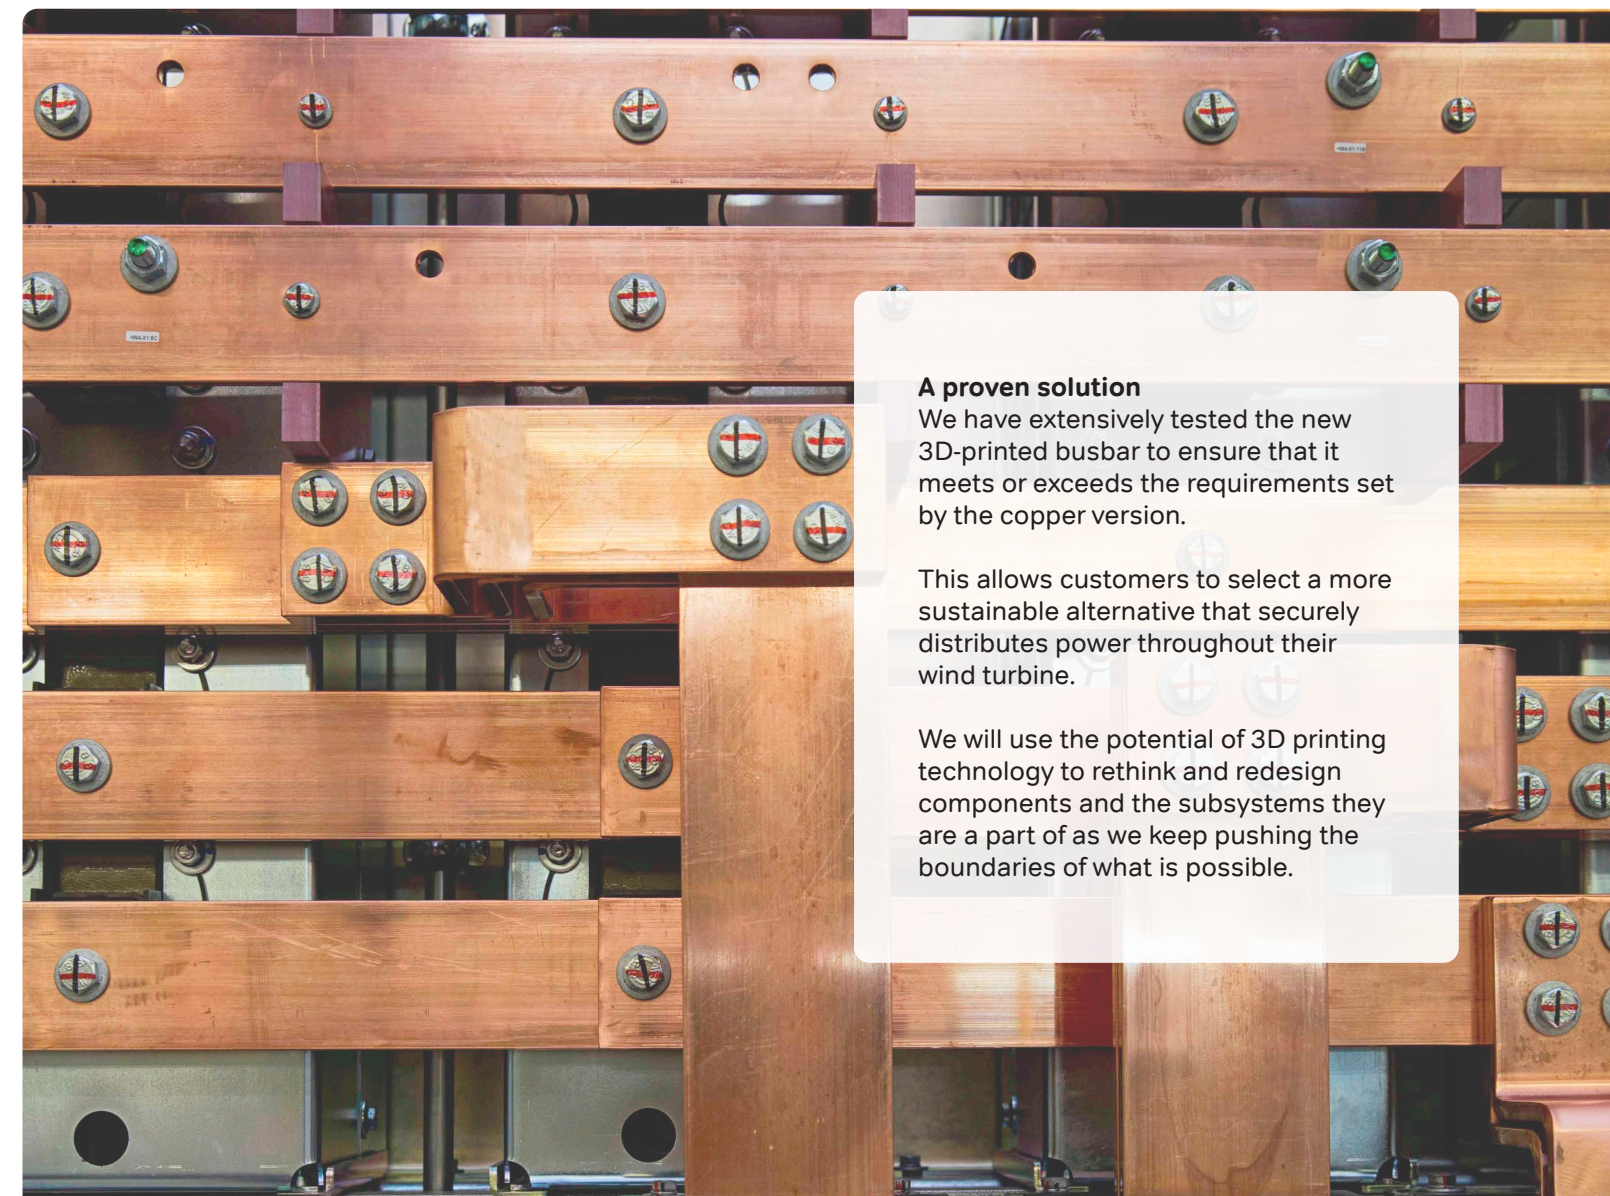 A proven solution
We have extensively tested the new
3D-printed busbar to ensure that it
meets or exceeds the requirements set
by the copper version.
This allows customers to select a more
sustainable alternative that securely
distributes power throughout their
wind turbine.
We will use the potential of 3D printing
technology to rethink and redesign
components and the subsystems they
are a part of as we keep pushing the
boundaries of what is possible.